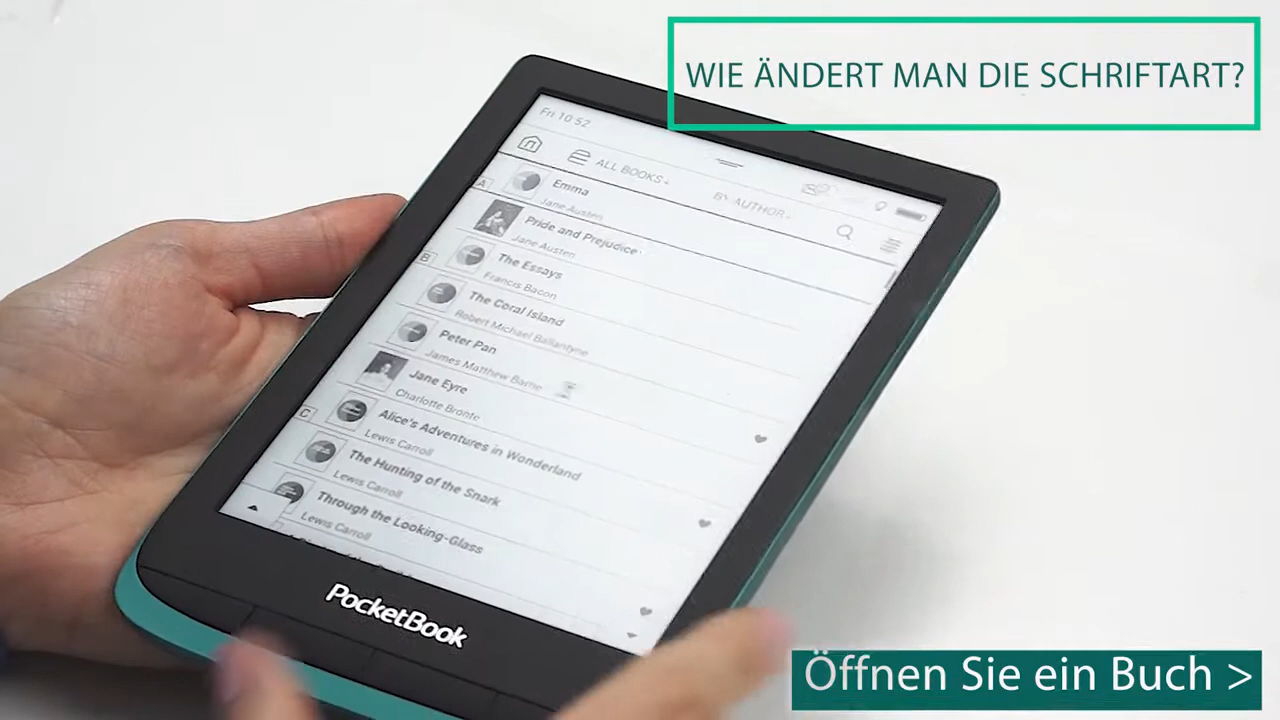 WIE ÄNDERT MAN DIE SCHRIFTART?
Fri 10 52
ALL BOOKS
BY AUTHOR
A
Emma
Jane Austen
Pride and Prejudice
Jane Austen
B
The Essays
Francis Bacon
The Coral Island
Robert Michael Ballantyne
Peter Pan
James Matthew Barrie
Jane Eyre
Charlotte Bronte
C
Alice's Adventures in Wonderland
Lewis Carroll
The Hunting of the Snark
Lewis Carroll
Through the Looking-Glass
Lewis Carroll
PocketBook
Öffnen Sie ein Buch >